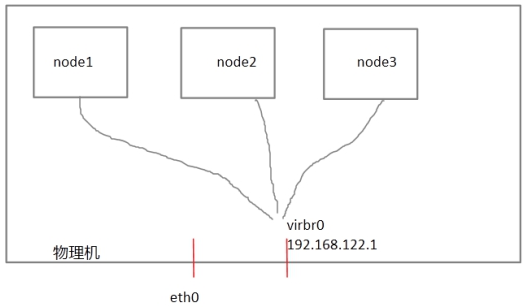 node1
node2
node3
virbr0
192.168.122.1
物理机
eth0